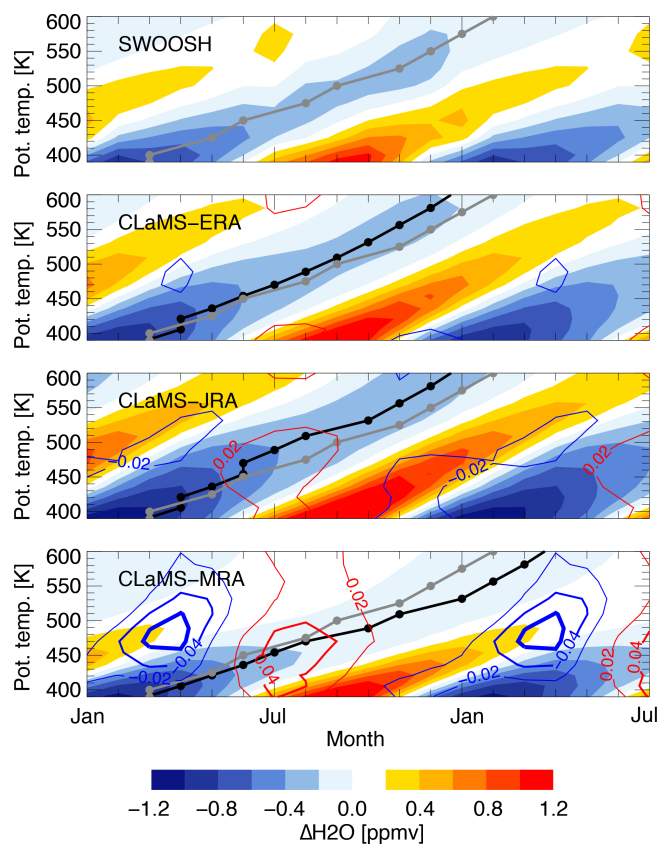 600
SWOOSH
550
500
450
400
Pot. temp. [K]
600
CLaMS-ERA
550
500
450
400
Pot. temp. [K]
600
CLaMS-JRA
550
500
450
400
Pot. temp. [K]
-0.02
0.02
-0.02
0.02
600
CLaMS-MRA
550
500
450
400
Pot. temp. [K]
-0.02
-0.04
0.02
0.04
-0.02
-0.04
0.02
0.04
Jan Jul Jan Jul
Month
-1.2 -0.8 -0.4 0.0 0.4 0.8 1.2
ΔH2O [ppmv]